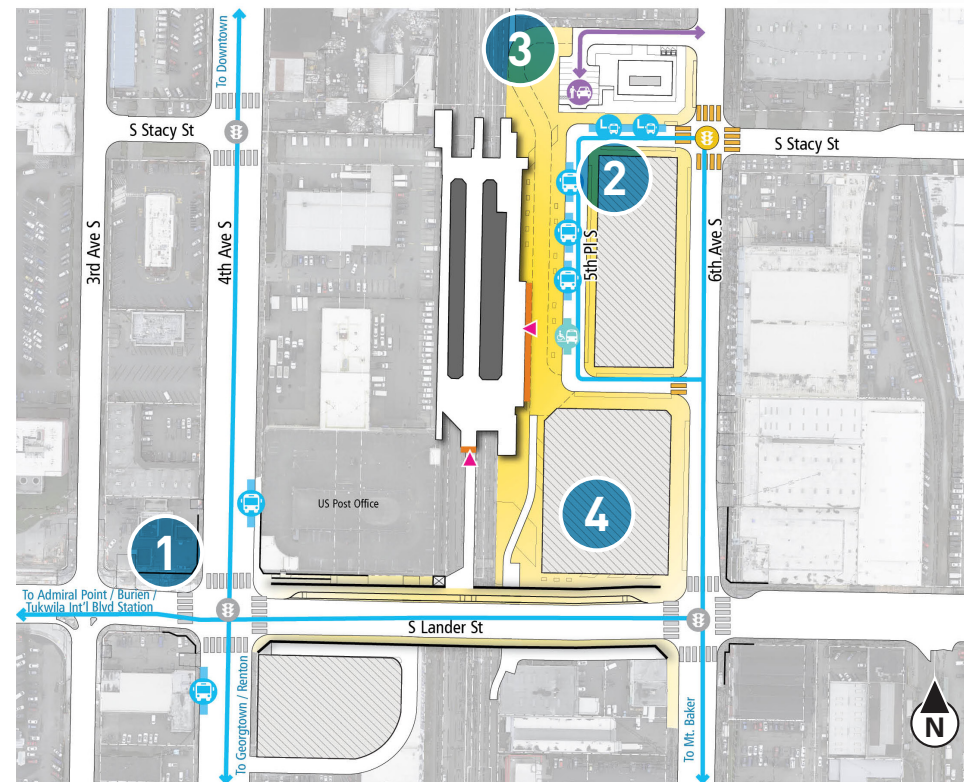 To Downtown
3
S Stacy St
S Stacy St
2
3rd Ave S
4th Ave S
5th Pl S
6th Ave S
US Post Office
4
1
To Admiral Point / Burien /
Tukwila Int'l Blvd Station
S Lander St
To Georgtown / Renton
To Mt. Baker
N